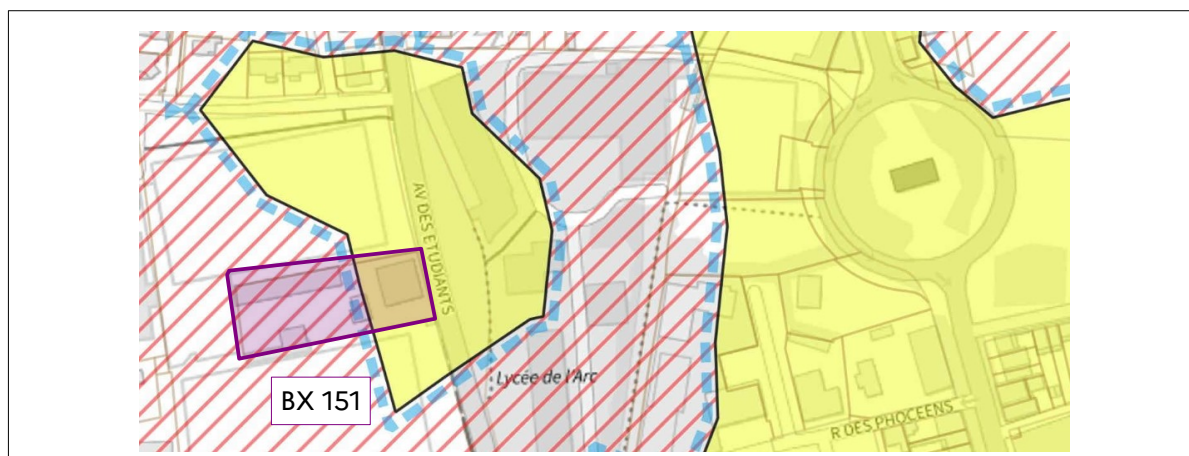 AV DES ETUDIANTS
Lycée de l'Arc
BX 151
R DES PHOCEENS